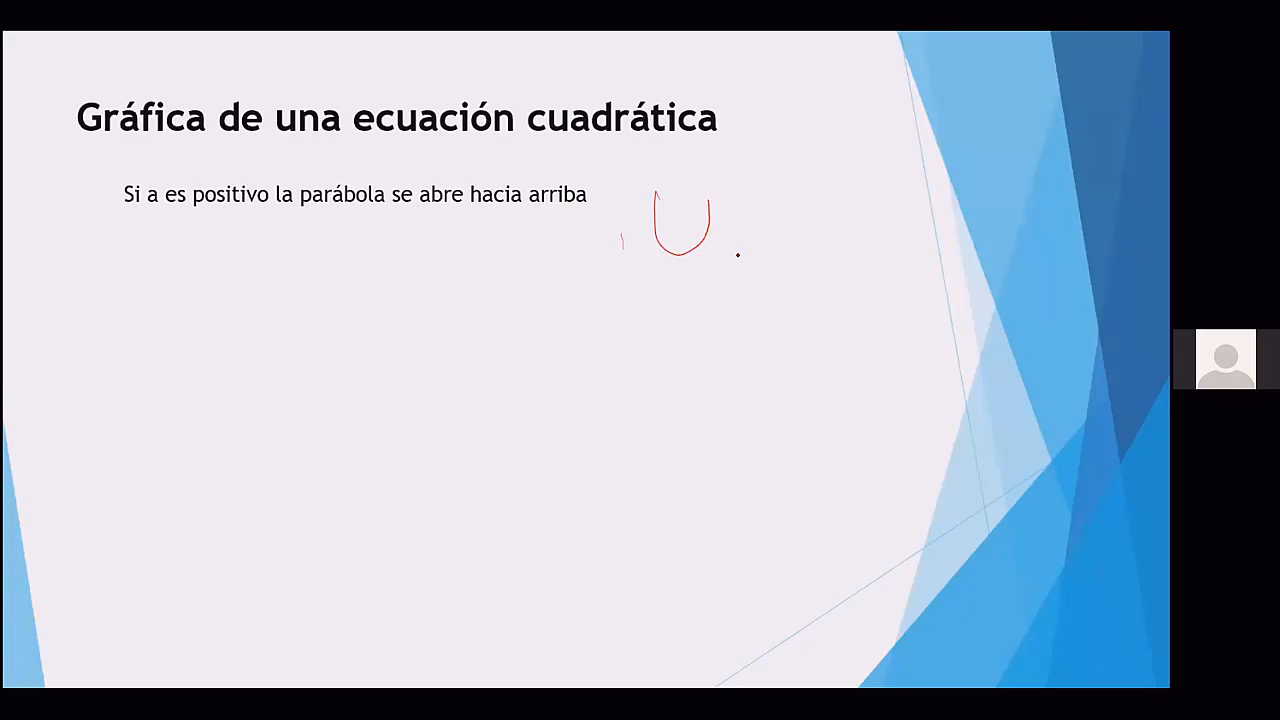 Gráfica de una ecuación cuadrática
Si a es positivo la parábola se abre hacia arriba